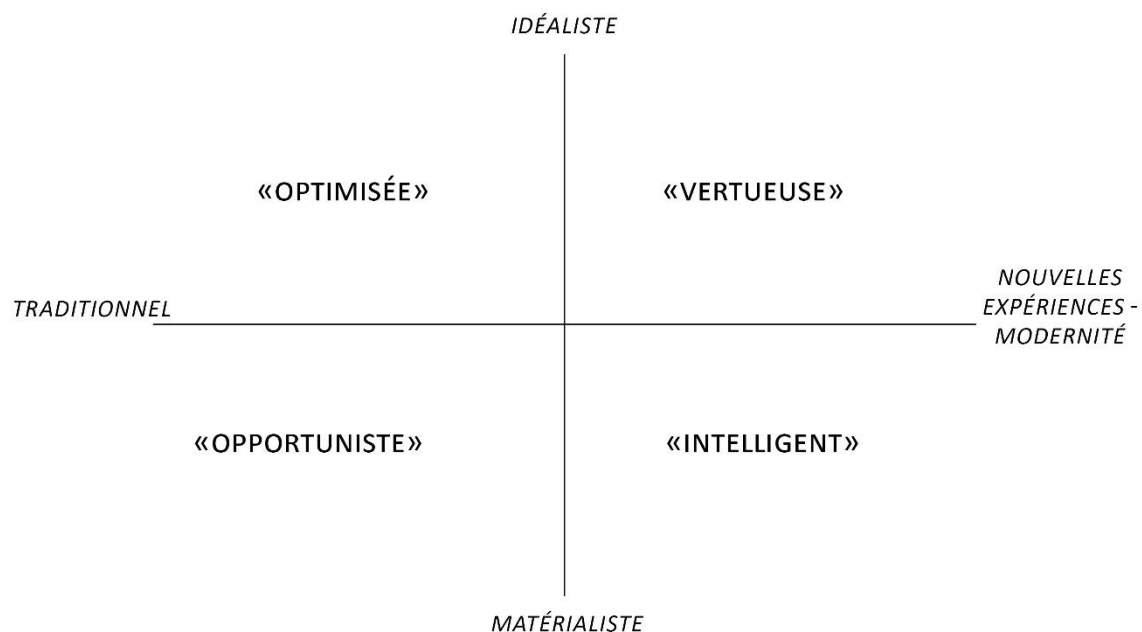 IDÉALISTE
«OPTIMISÉE»
«VERTUEUSE»
TRADITIONNEL
NOUVELLES
EXPÉRIENCES -
MODERNITÉ
«OPPORTUNISTE»
«INTELLIGENT»
MATÉRIALISTE